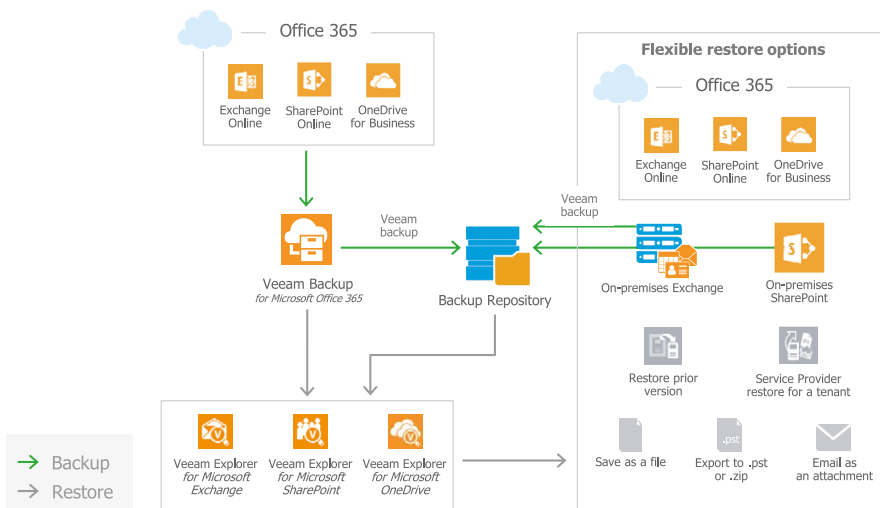 Office 365
Exchange
Online
SharePoint
Online
OneDrive
for Business
Veeam Backup
for Microsoft Office 365
Veeam
backup
Backup Repository
Veeam
backup
Flexible restore options
Office 365
Exchange
Online
SharePoint
Online
OneDrive
for Business
On-premises Exchange
On-premises
SharePoint
Restore prior
version
Service Provider
restore for a tenant
Save as a file
.pst
Export to .pst
or .zip
Email as
an attachment
Veeam Explorer
for Microsoft
Exchange
Veeam Explorer
for Microsoft
SharePoint
Veeam Explorer
for Microsoft
OneDrive
Backup
Restore